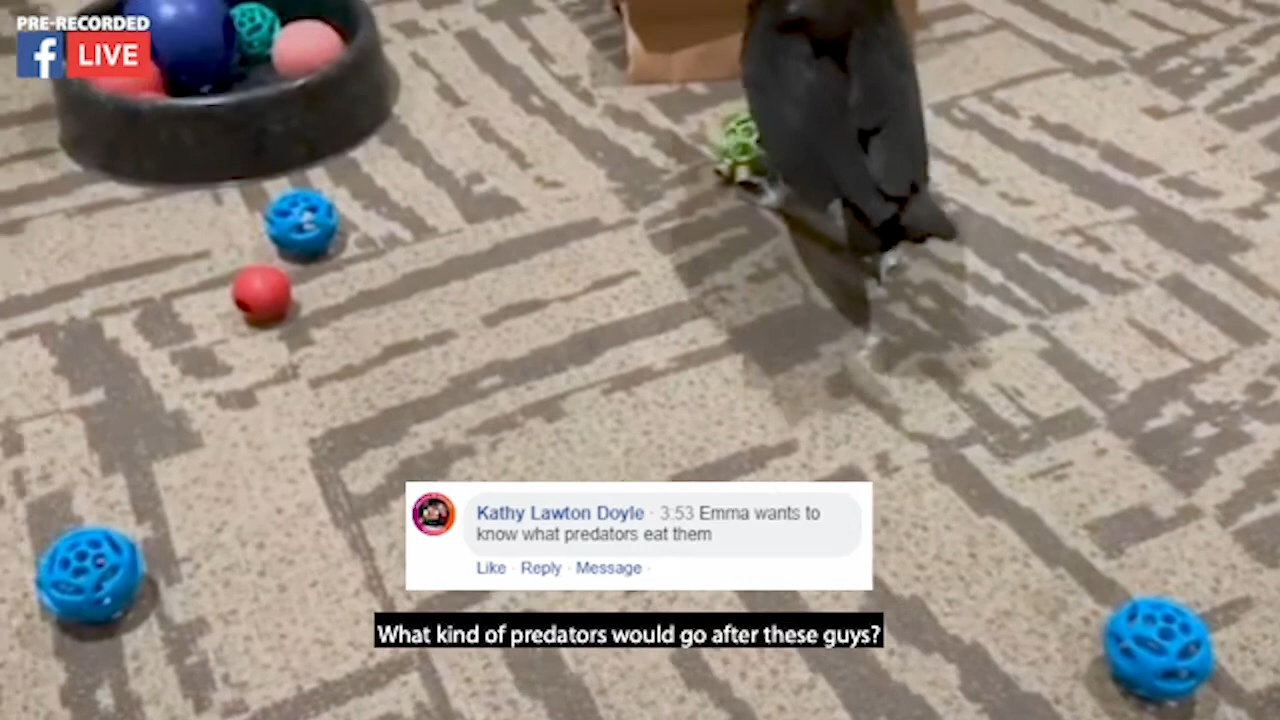 PRE-RECORDED
f LIVE
Kathy Lawton Doyle · 3:53 Emma wants to
know what predators eat them
Like · Reply · Message ·
What kind of predators would go after these guys?